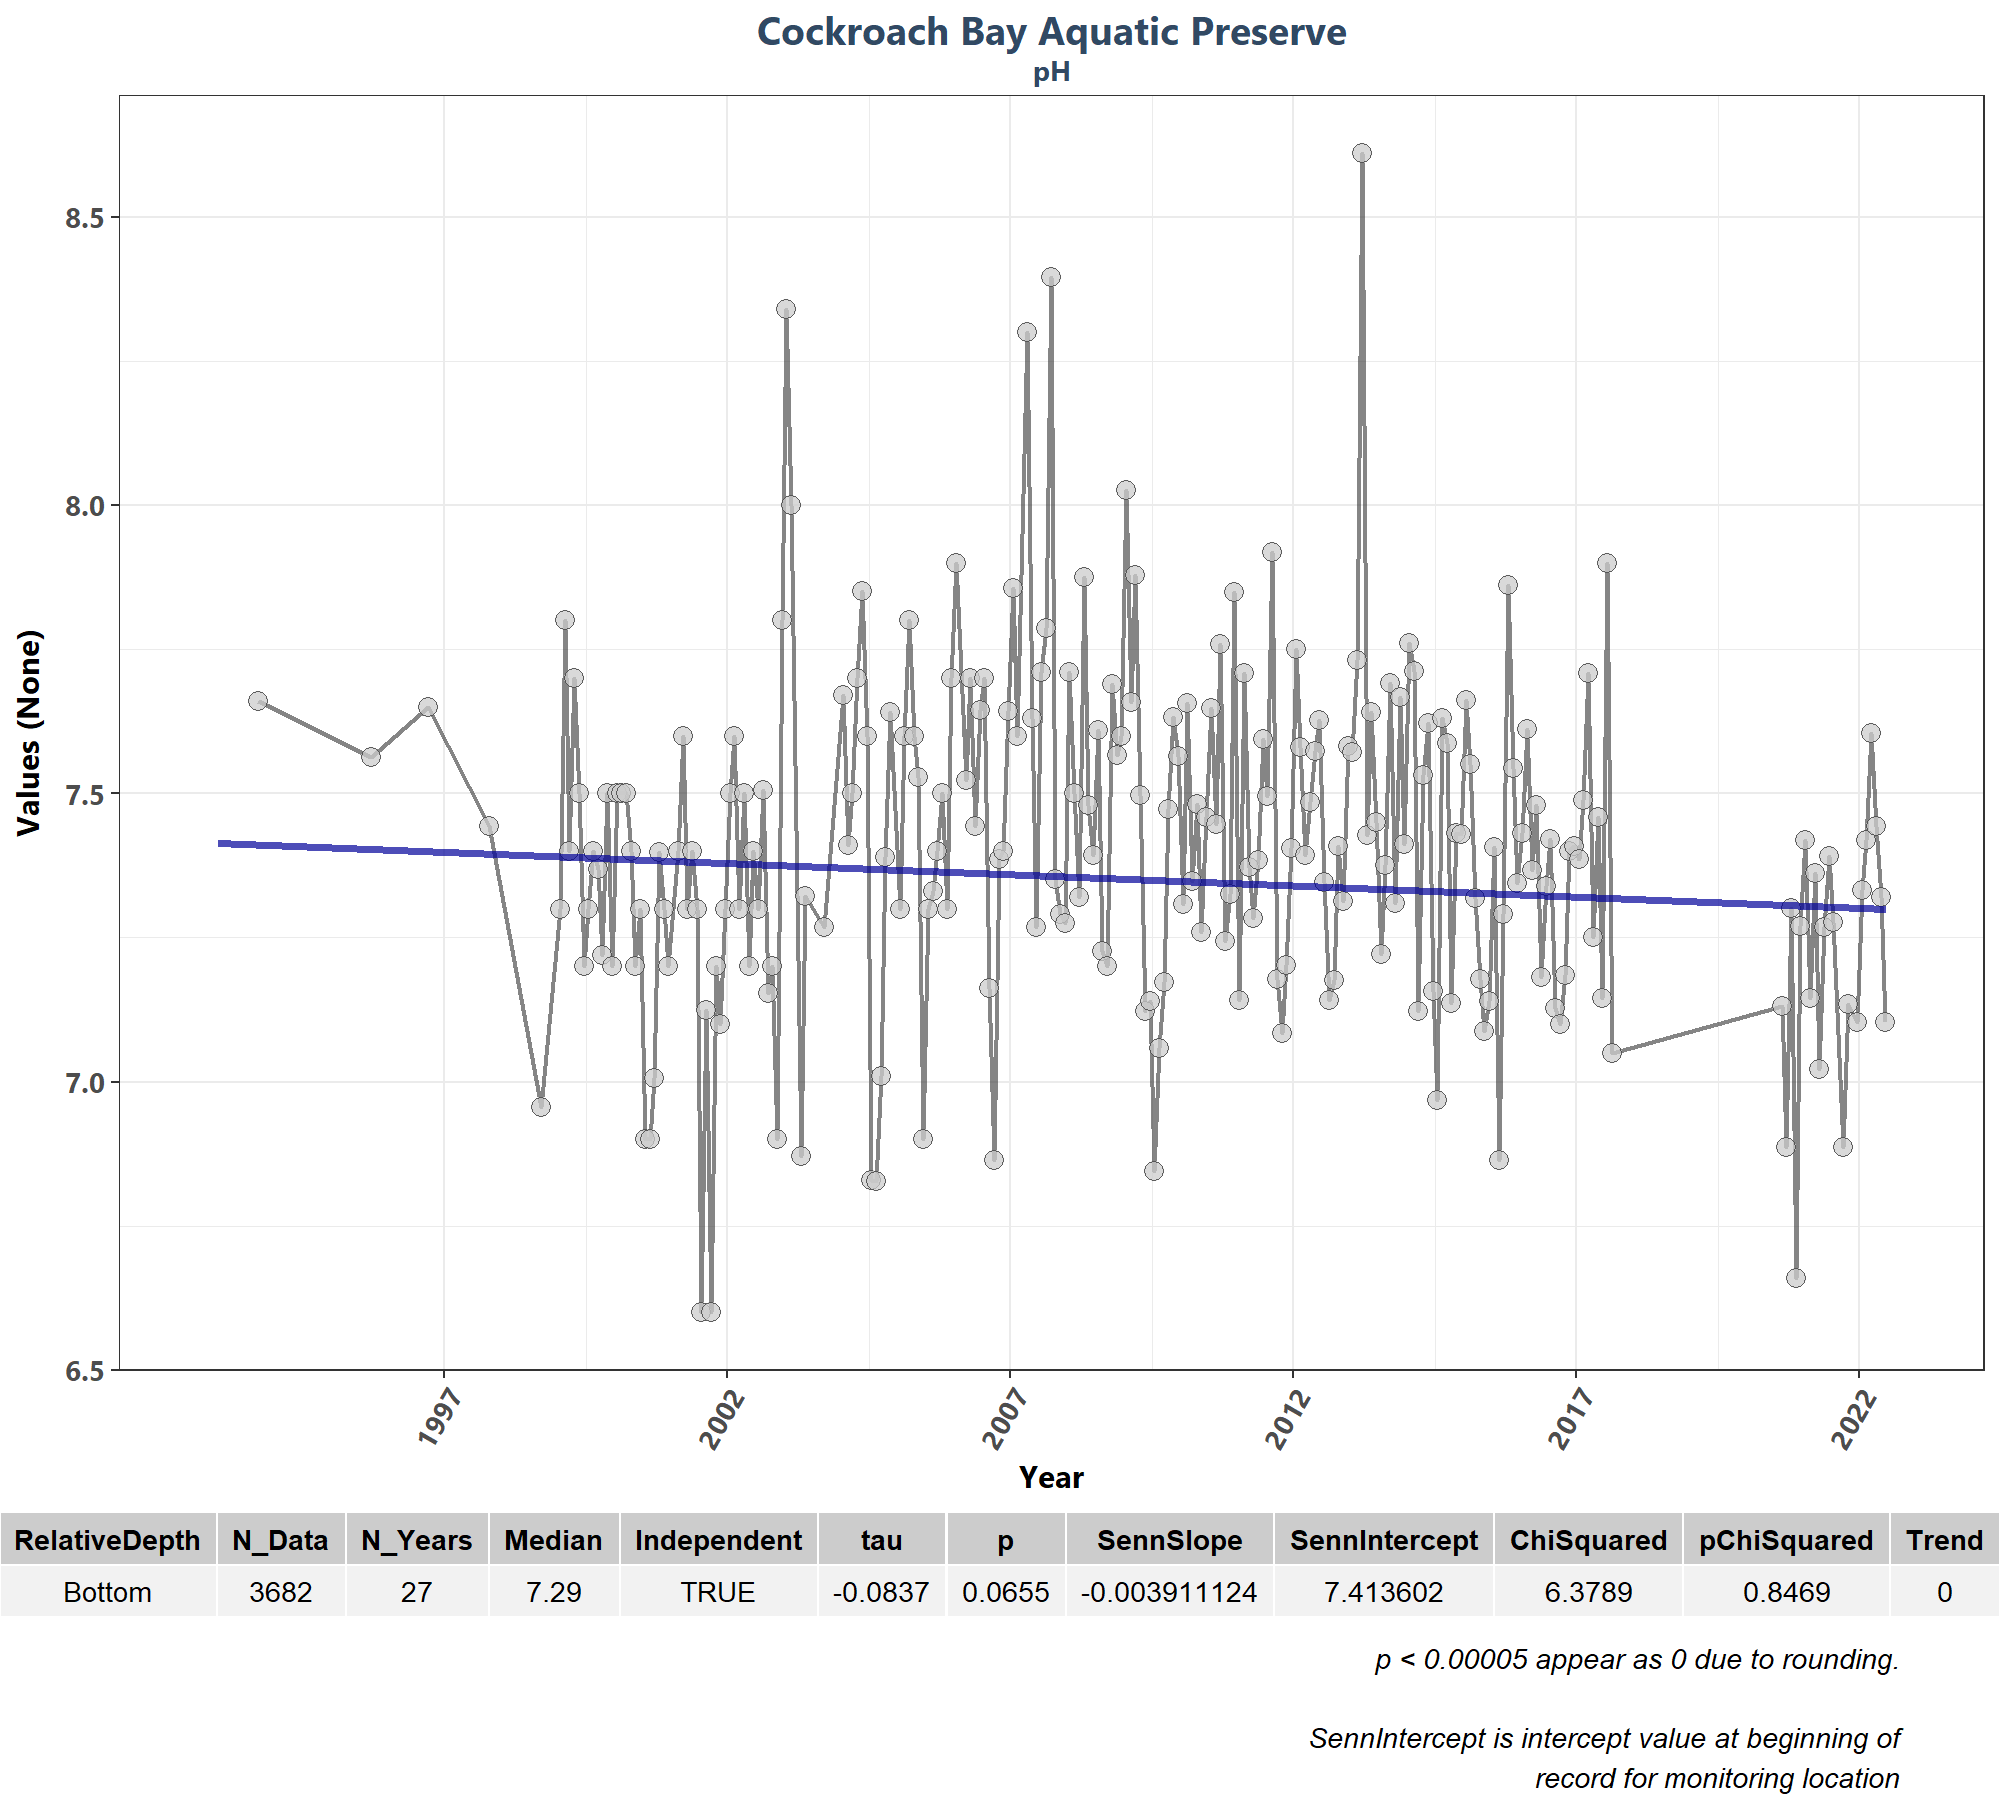 Cockroach Bay Aquatic Preserve
pH
Values (None)
8.5
8.0
7.5
7.0
6.5
1997
2002
2007
2012
2017
2022
Year
RelativeDepth N_Data N_Years Median Independent tau p SennSlope SennIntercept ChiSquared pChiSquared Trend
Bottom 3682 27 7.29 TRUE -0.0837 0.0655 -0.003911124 7.413602 6.3789 0.8469 0
p < 0.00005 appear as 0 due to rounding.
SennIntercept is intercept value at beginning of
record for monitoring location